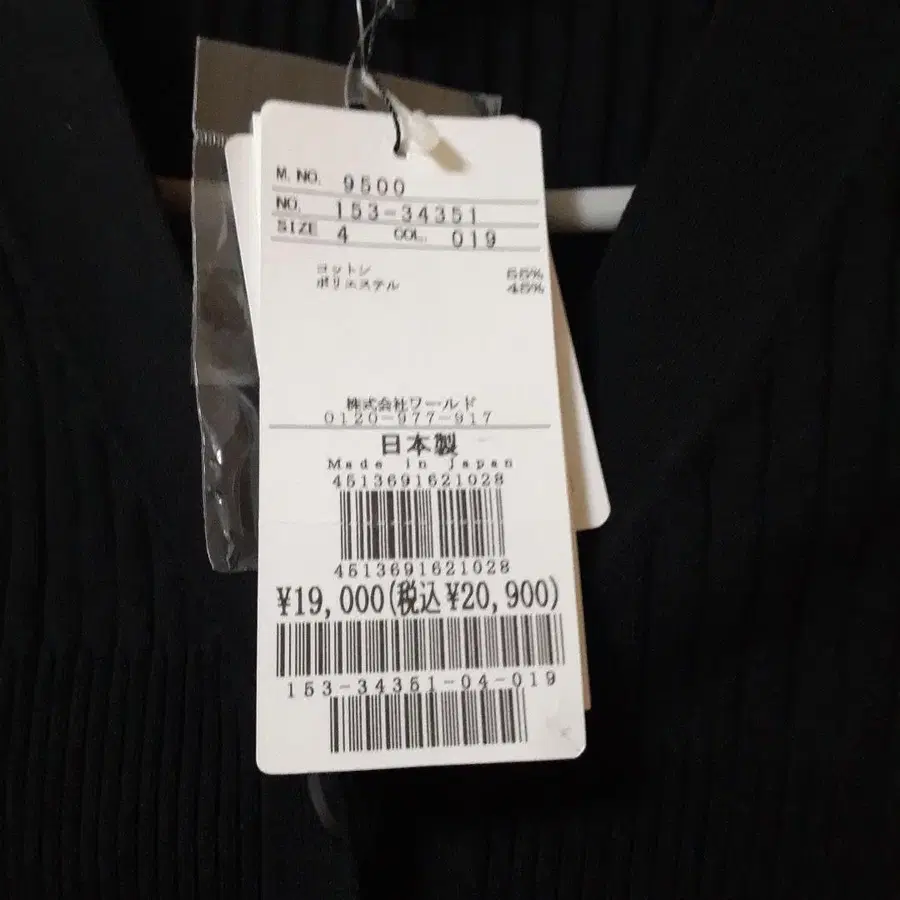 M. NO. 9500
NO. 153-34351
SIZE 4 COL. 019
コットン 55%
ポリエステル 45%
株式会社ワールド
0120-977-917
日本製
Made in Japan
4513691621028
4513691621028
¥19,000(税込¥20,900)
153-34351-04-019